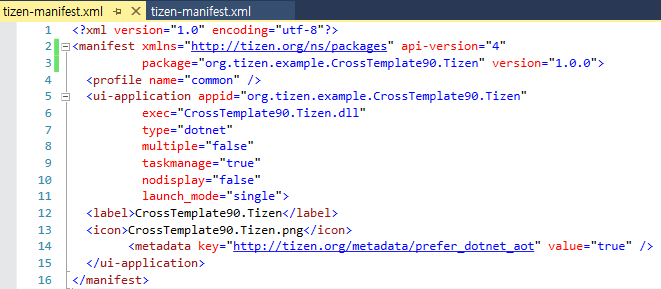 tizen-manifest.xml tizen-manifest.xml
1 <?xml version="1.0" encoding="utf-8"?>
2 <manifest xmlns="http://tizen.org/ns/packages" api-version="4"
3 package="org.tizen.example.CrossTemplate90.Tizen" version="1.0.0">
4 <profile name="common" />
5 <ui-application appid="org.tizen.example.CrossTemplate90.Tizen"
6 exec="CrossTemplate90.Tizen.dll"
7 type="dotnet"
8 multiple="false"
9 taskmanage="true"
10 nodisplay="false"
11 launch_mode="single">
12 <label>CrossTemplate90.Tizen</label>
13 <icon>CrossTemplate90.Tizen.png</icon>
14 <metadata key="http://tizen.org/metadata/prefer_dotnet_aot" value="true" />
15 </ui-application>
16 </manifest>